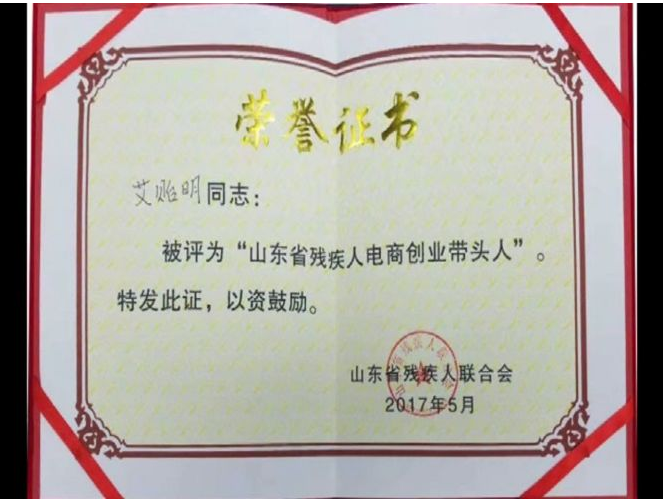 荣誉证书
艾贻明同志：
被评为“山东省残疾人电商创业带头人”。
特发此证，以资鼓励。
山东省残疾人联合会
2017年5月